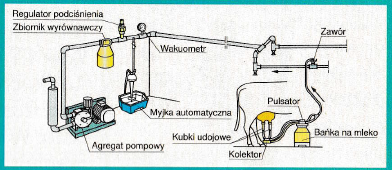 Regulator podciśnienia
Zbiornik wyrównawczy
Zawór
Wakuometr
Pulsator
Myjka automatyczna
Kubki udojowe
Bańka na mleko
Agregat pompowy
Kolektor